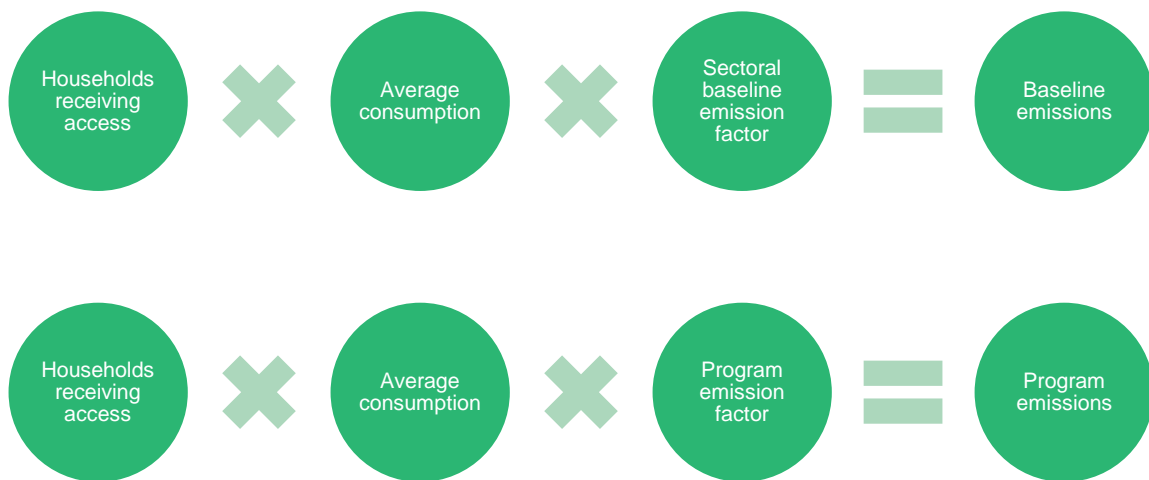 Households
receiving
access
Average
consumption
Sectoral
baseline
emission
factor
Baseline
emissions
Households
receiving
access
Average
consumption
Program
emission
factor
Program
emissions